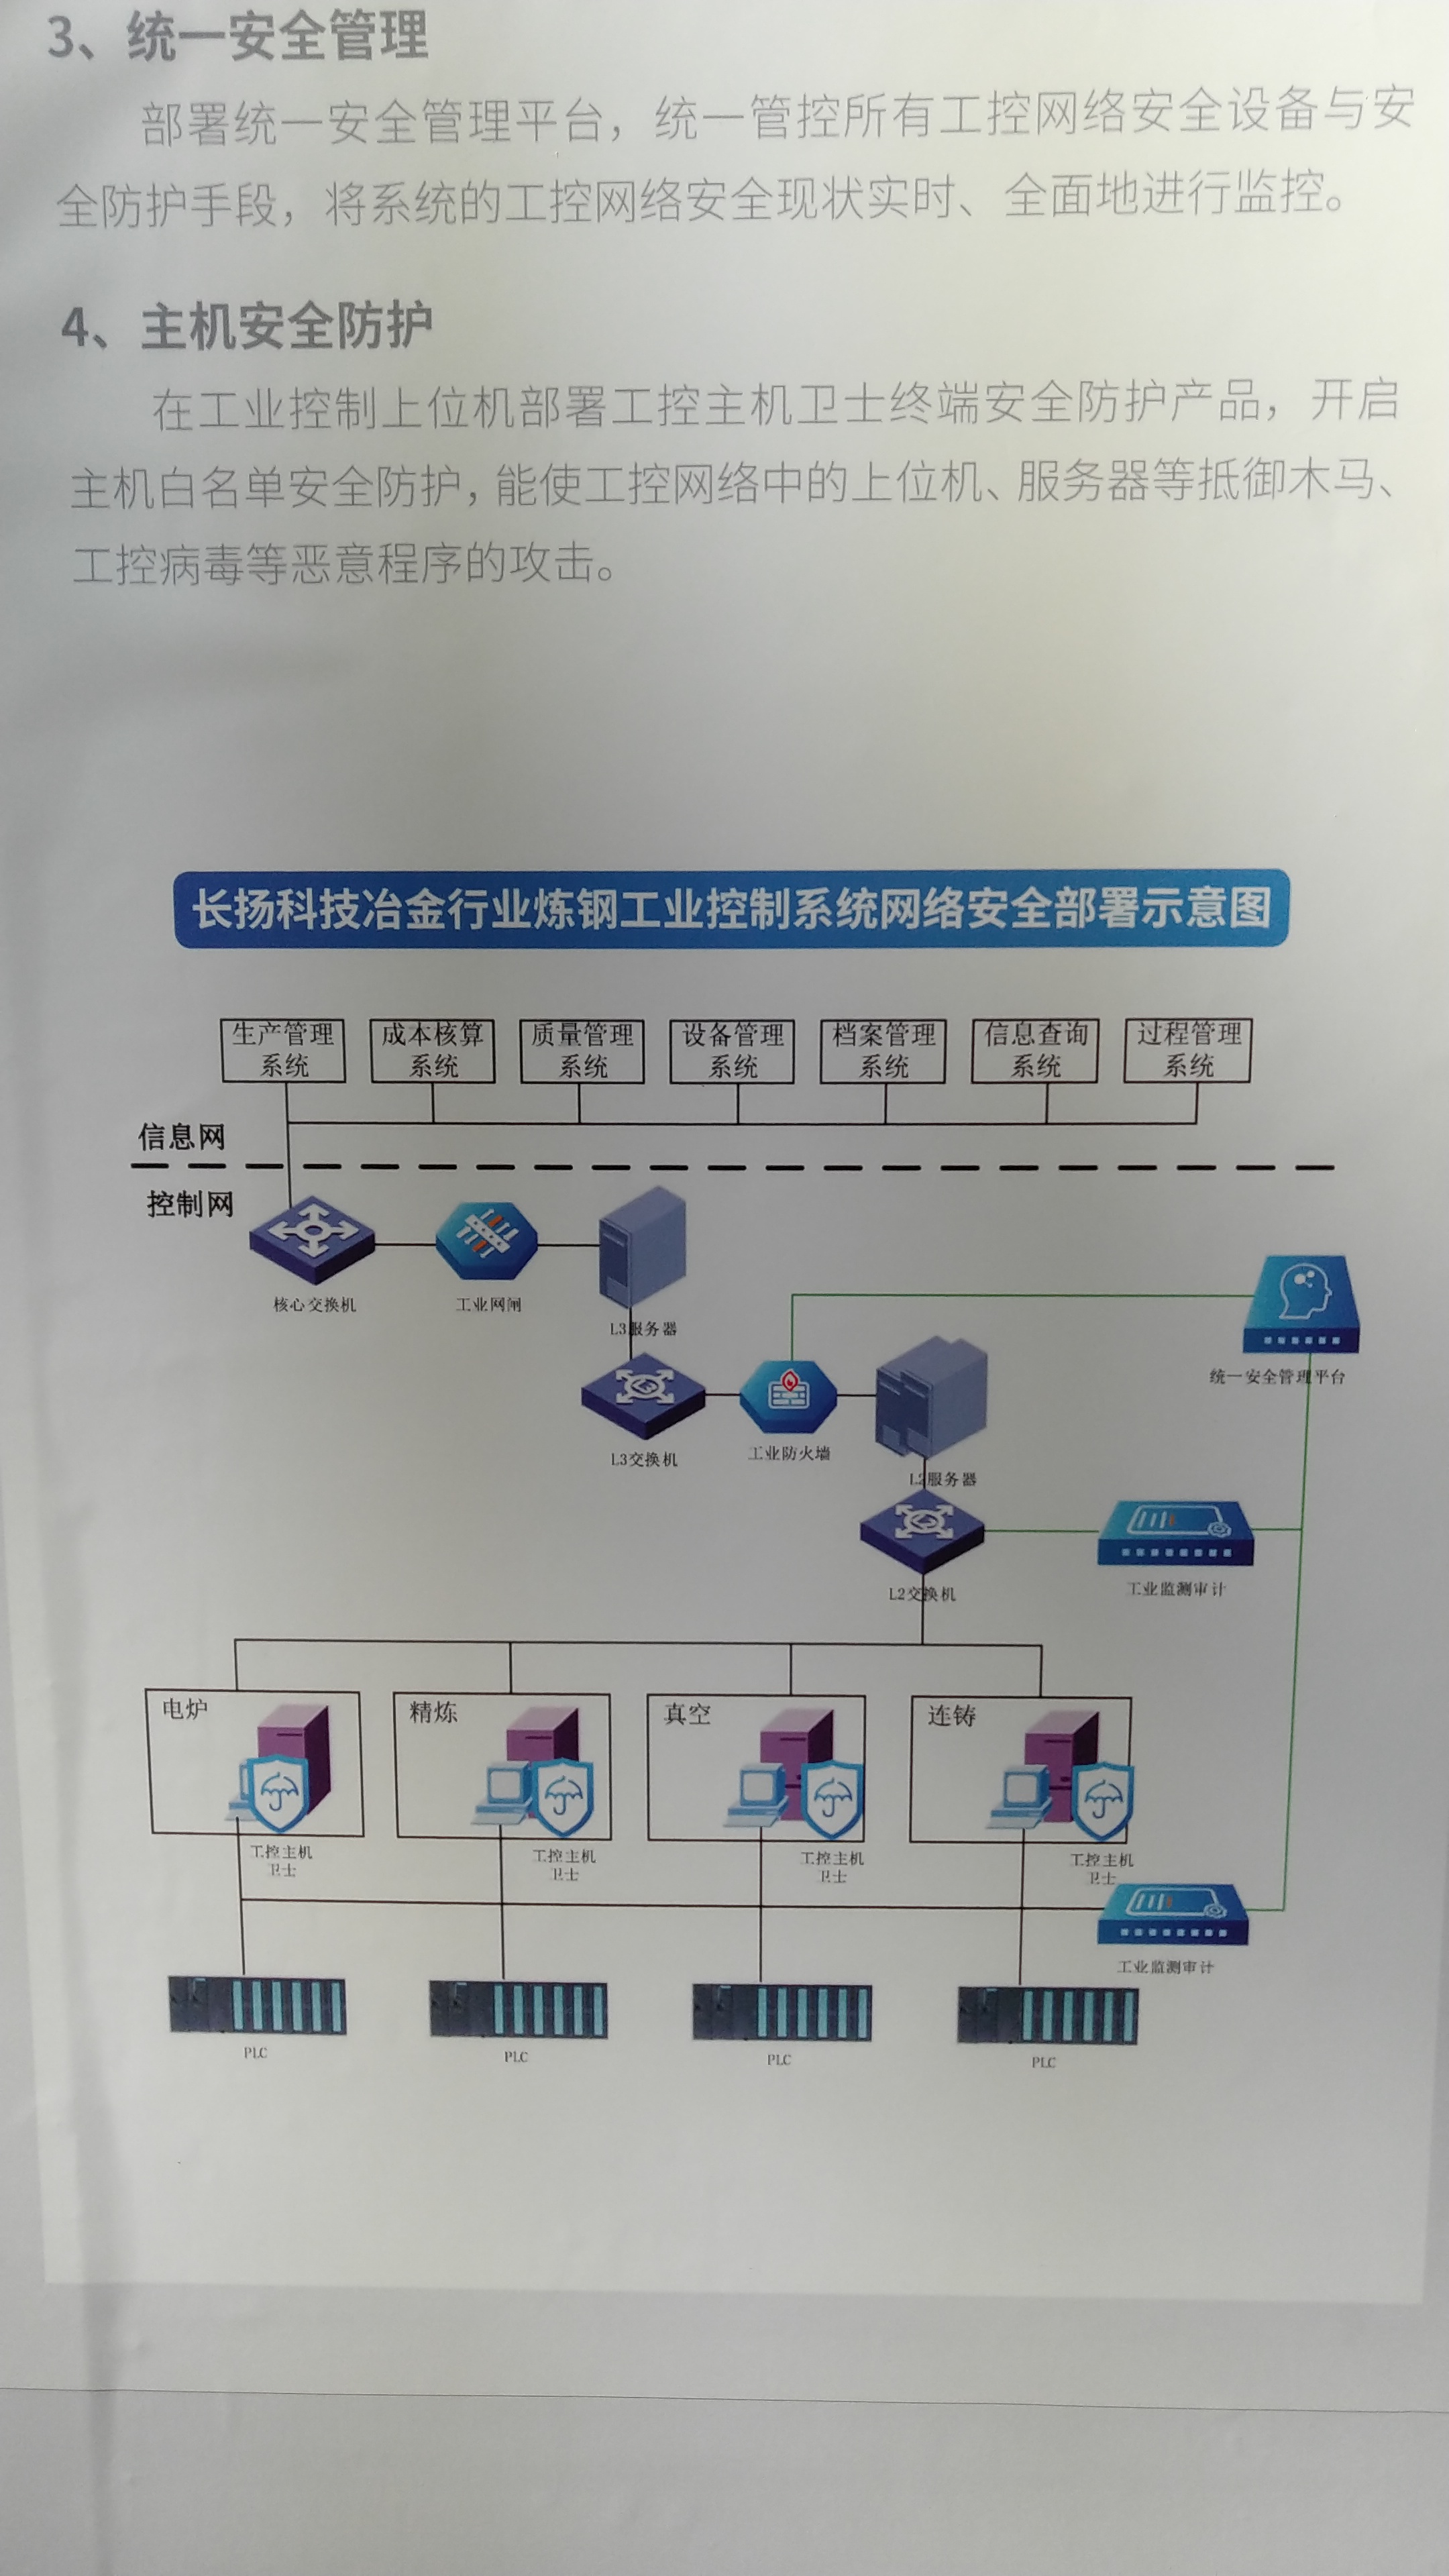 3、统一安全管理
部署统一安全管理平台，统一管控所有工控网络安全设备与安
全防护手段，将系统的工控网络安全现状实时、全面地进行监控。
4、主机安全防护
在工业控制上位机部署工控主机卫士终端安全防护产品，开启
主机白名单安全防护，能使工控网络中的上位机、服务器等抵御木马、
工控病毒等恶意程序的攻击。
长扬科技冶金行业炼钢工业控制系统网络安全部署示意图
生产管理
系统
成本核算
系统
质量管理
系统
设备管理
系统
档案管理
系统
信息查询
系统
过程管理
系统
信息网
控制网
核心交换机
工业网闸
L3服务器
统一安全管理平台
L3交换机
工业防火墙
L2服务器
L2交换机
工业监测审计
电炉
精炼
真空
连铸
工控主机
卫士
工控主机
卫士
工控主机
卫士
工控主机
卫士
工业监测审计
PLC
PLC
PLC
PLC